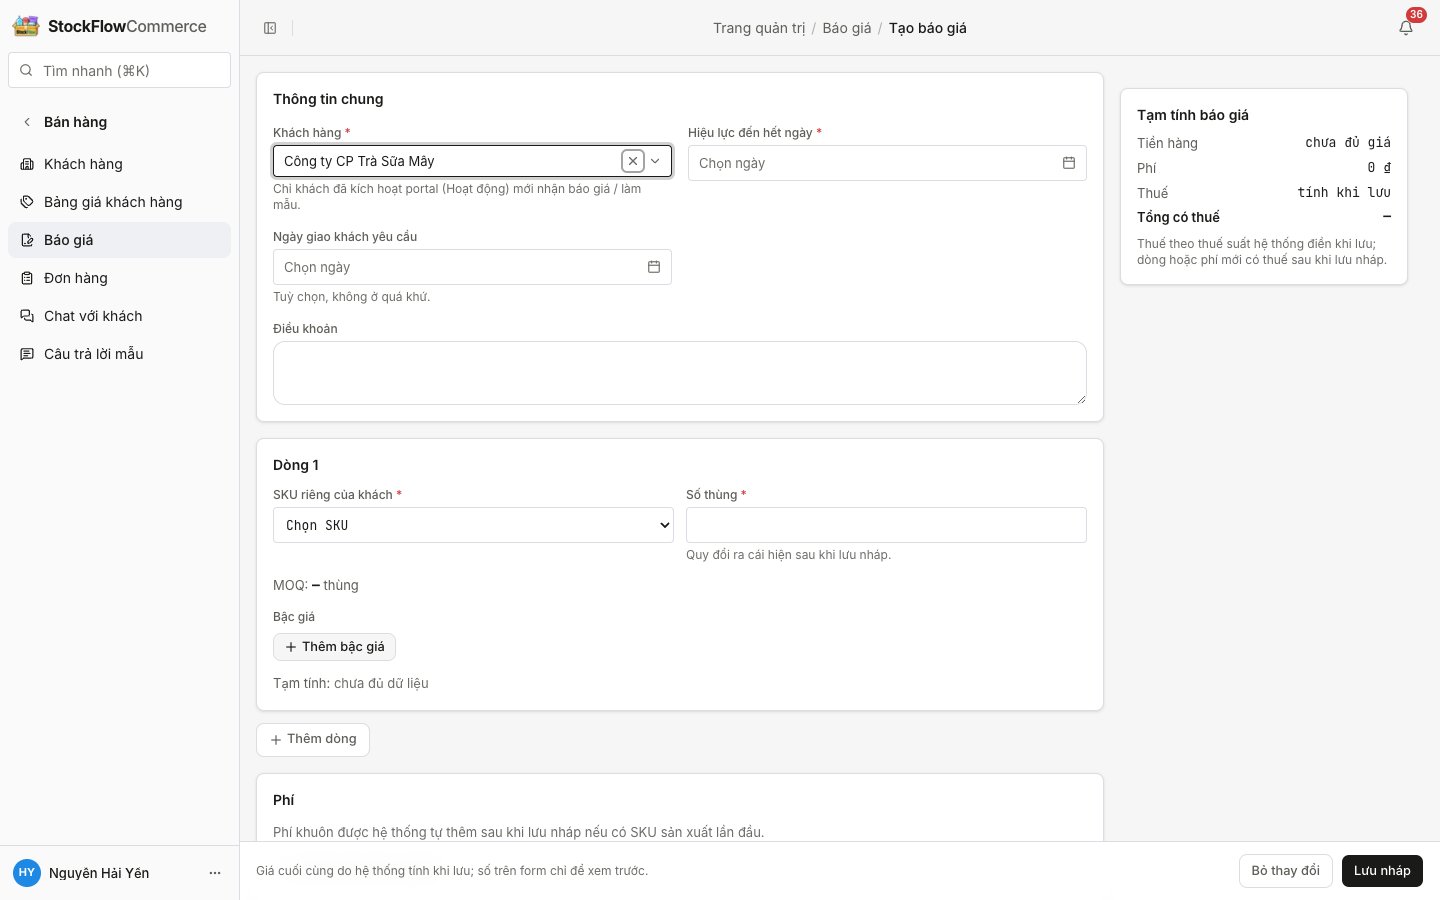 StockFlowCommerce
Tìm nhanh (⌘K)
Bán hàng
Khách hàng
Bảng giá khách hàng
Báo giá
Đơn hàng
Chat với khách
Câu trả lời mẫu
HY
Nguyễn Hải Yến
Trang quản trị / Báo giá / Tạo báo giá
36
Thông tin chung
Khách hàng *
Hiệu lực đến hết ngày *
Công ty CP Trà Sữa Mây
Chọn ngày
Chỉ khách đã kích hoạt portal (Hoạt động) mới nhận báo giá / làm
mẫu.
Ngày giao khách yêu cầu
Chọn ngày
Tuỳ chọn, không ở quá khứ.
Điều khoản
Dòng 1
SKU riêng của khách *
Số thùng *
Chọn SKU
Quy đổi ra cái hiện sau khi lưu nháp.
MOQ: – thùng
Bậc giá
Thêm bậc giá
Tạm tính: chưa đủ dữ liệu
Thêm dòng
Phí
Phí khuôn được hệ thống tự thêm sau khi lưu nháp nếu có SKU sản xuất lần đầu.
Tạm tính báo giá
Tiền hàng chưa đủ giá
Phí 0 ₫
Thuế tính khi lưu
Tổng có thuế –
Thuế theo thuế suất hệ thống điền khi lưu;
dòng hoặc phí mới có thuế sau khi lưu nháp.
Giá cuối cùng do hệ thống tính khi lưu; số trên form chỉ để xem trước.
Bỏ thay đổi
Lưu nháp